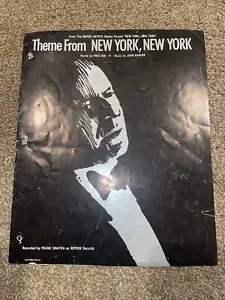 from The UNITED ARTISTS Motion Picture "NEW YORK, NEW YORK"
Theme From NEW YORK, NEW YORK
Words by FRED EBB Music by JOHN KANDER
Recorded by FRANK SINATRA on REPRISE Records